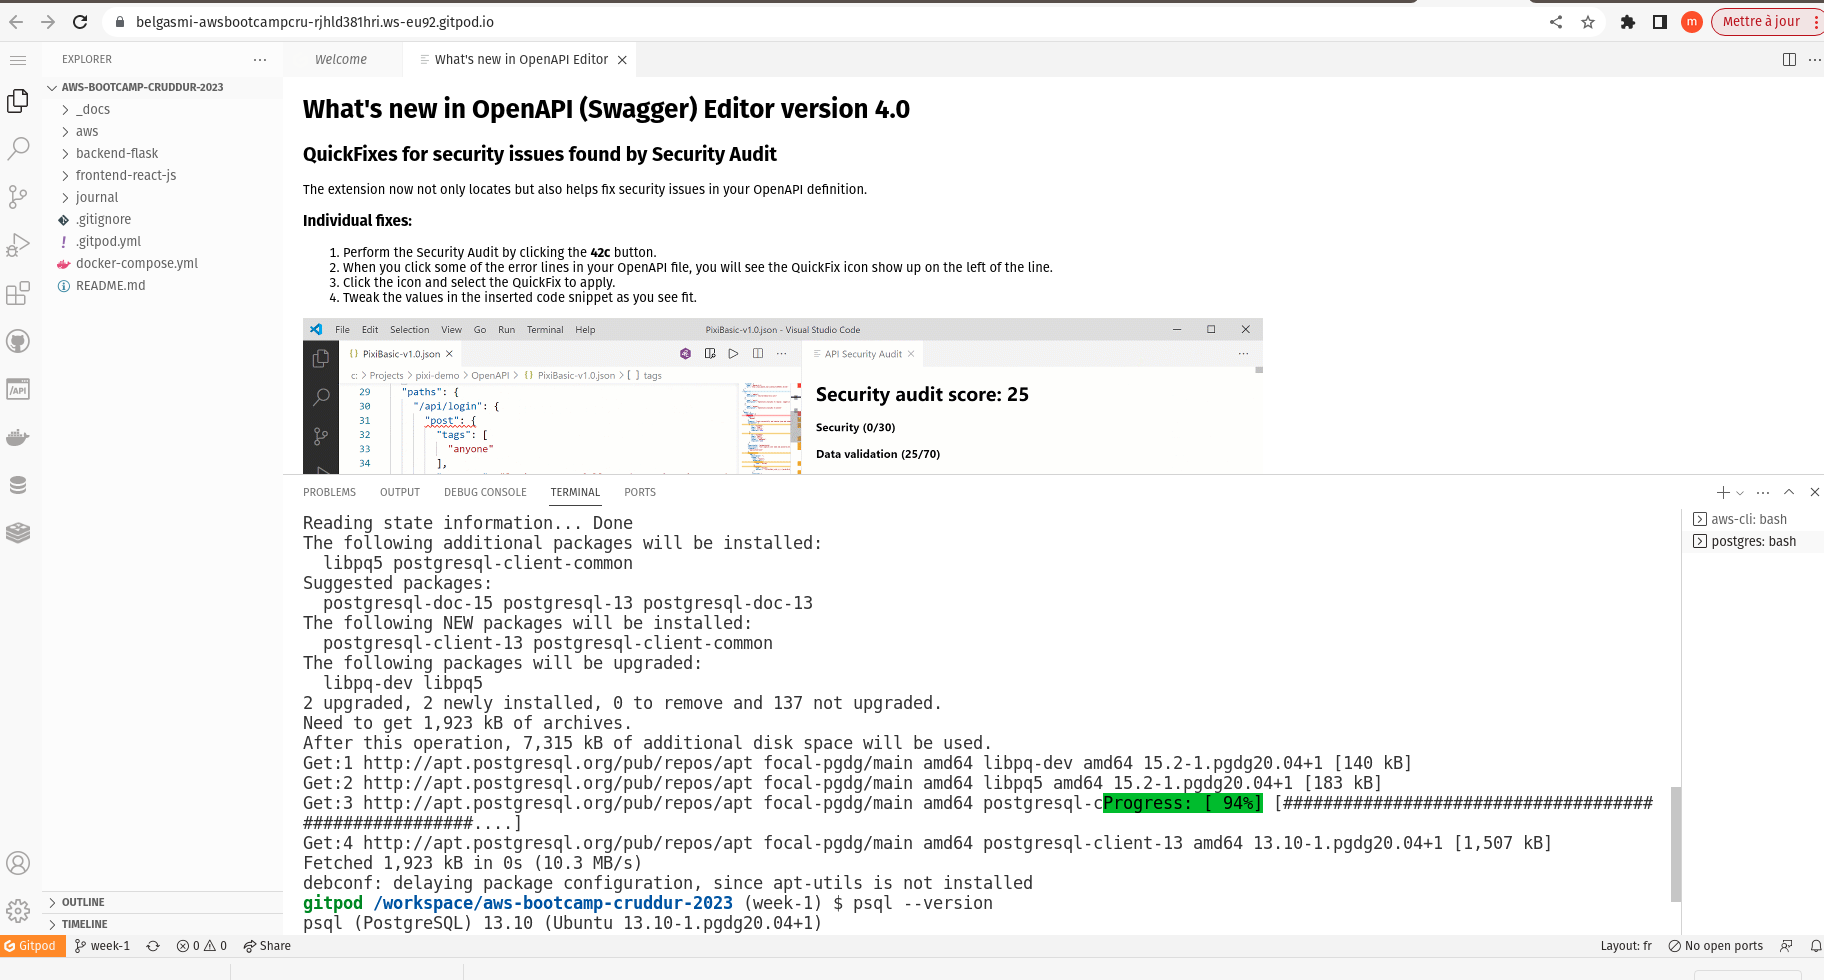 belgasmi-awsbootcampcru-rjhld381hri.ws-eu92.gitpod.io
m
Mettre à jour
EXPLORER
Welcome
What's new in OpenAPI Editor
AWS-BOOTCAMP-CRUDDUR-2023
_docs
aws
backend-flask
frontend-react-js
journal
.gitignore
.gitpod.yml
docker-compose.yml
README.md
/API
OUTLINE
TIMELINE
What's new in OpenAPI (Swagger) Editor version 4.0
QuickFixes for security issues found by Security Audit
The extension now not only locates but also helps fix security issues in your OpenAPI definition.
Individual fixes:
1. Perform the Security Audit by clicking the 42c button.
2. When you click some of the error lines in your OpenAPI file, you will see the QuickFix icon show up on the left of the line.
3. Click the icon and select the QuickFix to apply.
4. Tweak the values in the inserted code snippet as you see fit.
File Edit Selection View Go Run Terminal Help PixiBasic-v1.0.json - Visual Studio Code
PixiBasic-v1.0.json
API Security Audit
c: > Projects > pixi-demo > OpenAPI > { } PixiBasic-v1.0.json > [ ] tags
29 "paths": {
30 "/api/login": {
31 "post": {
32 "tags": [
33 "anyone"
34 ],
Security audit score: 25
Security (0/30)
Data validation (25/70)
PROBLEMS OUTPUT DEBUG CONSOLE TERMINAL PORTS
aws-cli: bash
postgres: bash
Reading state information... Done
The following additional packages will be installed:
libpq5 postgresql-client-common
Suggested packages:
postgresql-doc-15 postgresql-13 postgresql-doc-13
The following NEW packages will be installed:
postgresql-client-13 postgresql-client-common
The following packages will be upgraded:
libpq-dev libpq5
2 upgraded, 2 newly installed, 0 to remove and 137 not upgraded.
Need to get 1,923 kB of archives.
After this operation, 7,315 kB of additional disk space will be used.
Get:1 http://apt.postgresql.org/pub/repos/apt focal-pgdg/main amd64 libpq-dev amd64 15.2-1.pgdg20.04+1 [140 kB]
Get:2 http://apt.postgresql.org/pub/repos/apt focal-pgdg/main amd64 libpq5 amd64 15.2-1.pgdg20.04+1 [183 kB]
Get:3 http://apt.postgresql.org/pub/repos/apt focal-pgdg/main amd64 postgresql-cProgress: [ 94%] [#####################################
#################....]
Get:4 http://apt.postgresql.org/pub/repos/apt focal-pgdg/main amd64 postgresql-client-13 amd64 13.10-1.pgdg20.04+1 [1,507 kB]
Fetched 1,923 kB in 0s (10.3 MB/s)
debconf: delaying package configuration, since apt-utils is not installed
gitpod /workspace/aws-bootcamp-cruddur-2023 (week-1) $ psql --version
psql (PostgreSQL) 13.10 (Ubuntu 13.10-1.pgdg20.04+1)
Gitpod week-1 0 0 Share Layout: fr No open ports